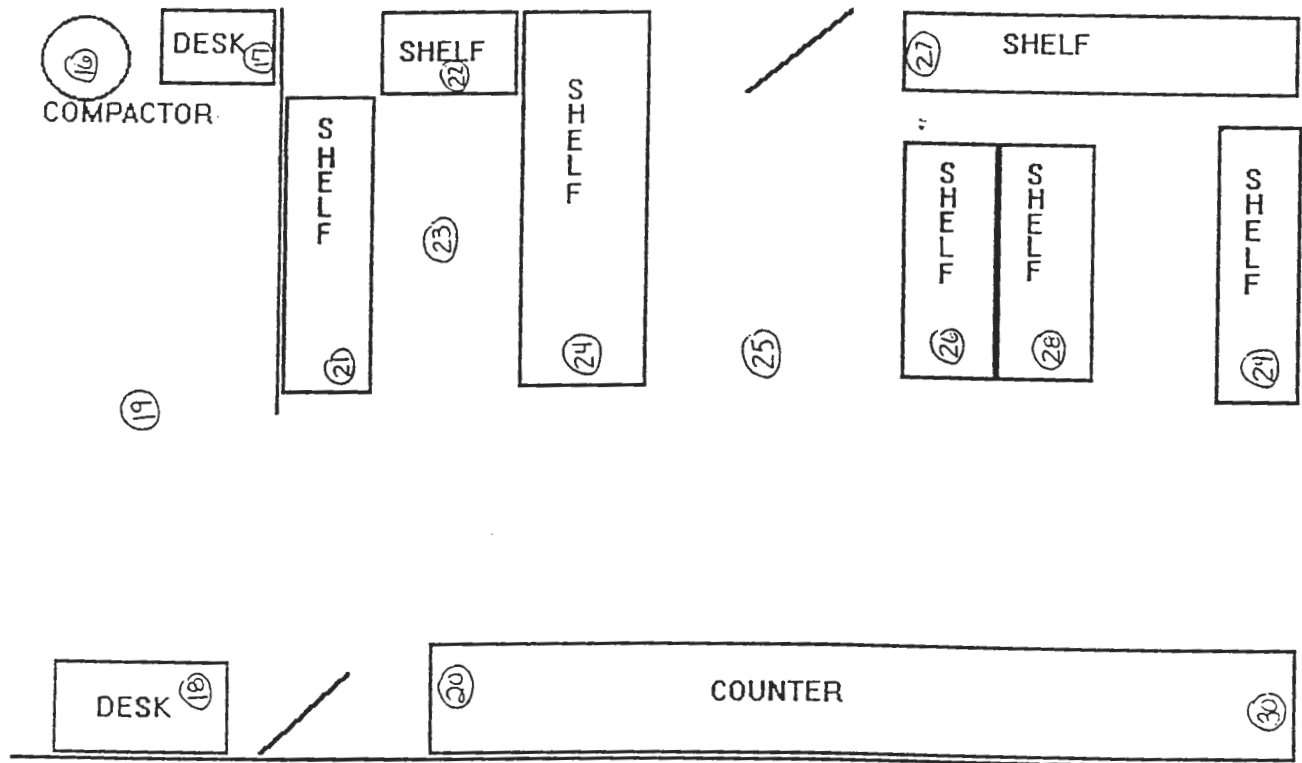 16
DESK 17
COMPACTOR
SHELF
22
SHELF
24
27 SHELF
SHELF
21
23
25
SHELF
26
SHELF
28
SHELF
24
19
DESK 18
20 COUNTER 30